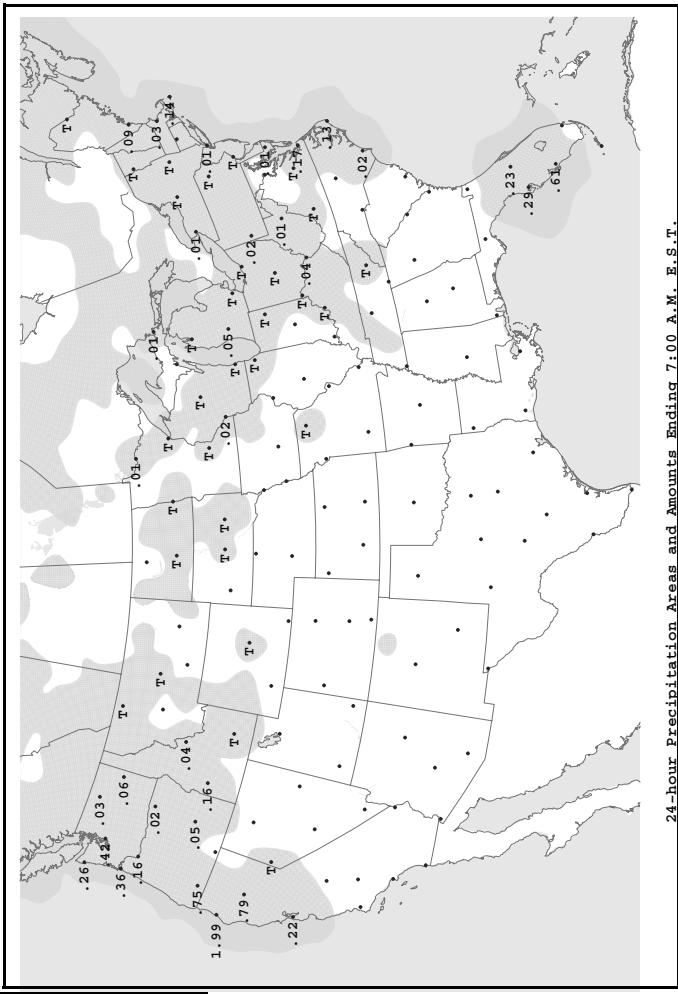 T
.26
.03
.42
.36
T
.06
.09
T
.16
.01
.01
.02
.03
T
T
.14
T
T
T
T
.04
T
.05
.01
.75
T
.16
.01
T
T
1.99
.02
T
T
.05
T
T
T
T
.79
T
T
.02
T
T
.01
T
T
.01
.22
T
.17
T
.04
T
T
T
.13
.02
T
.23
.29
.61
24-hour Precipitation Areas and Amounts Ending 7:00 A.M. E.S.T.